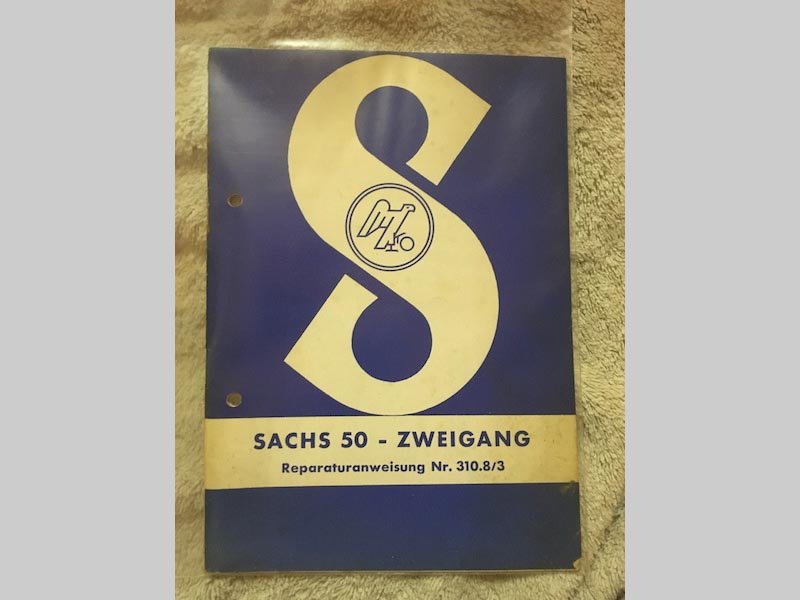 S
SACHS 50 - ZWEIGANG
Reparaturanweisung Nr. 310.8/3